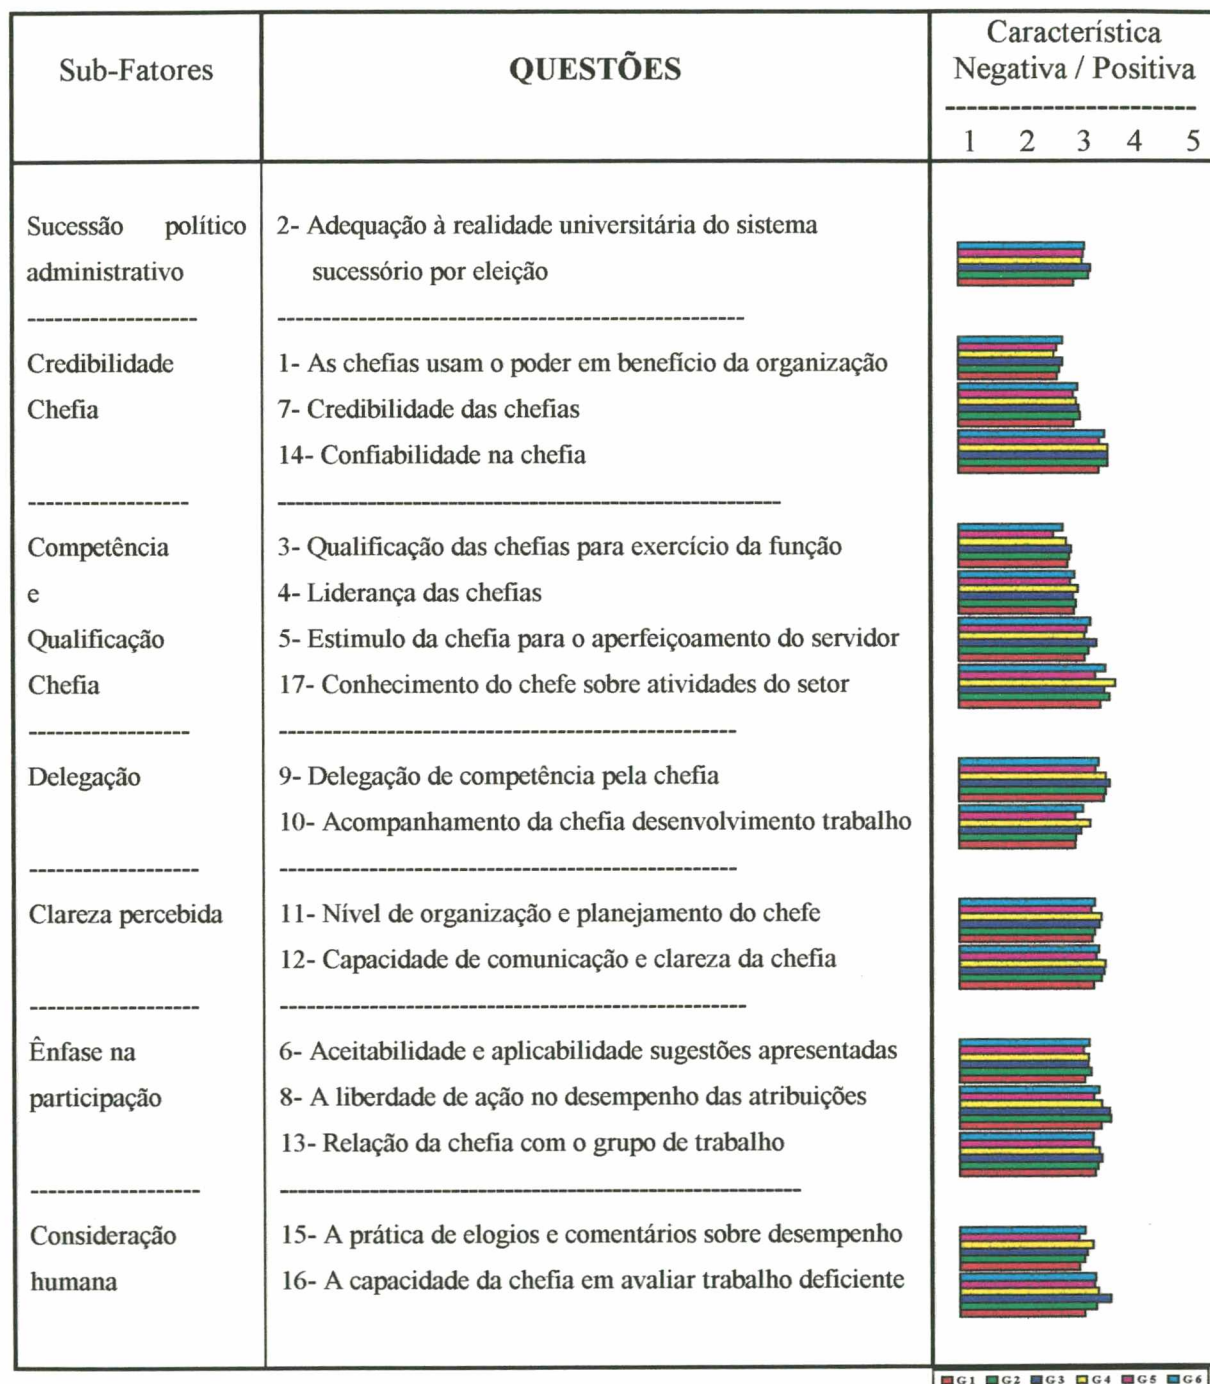 Sub-Fatores
QUESTÕES
Característica
Negativa / Positiva
-----------------------
1 2 3 4 5
Sucessão político
administrativo
2- Adequação à realidade universitária do sistema
sucessório por eleição
Credibilidade
Chefia
1- As chefias usam o poder em benefício da organização
7- Credibilidade das chefias
14- Confiabilidade na chefia
Competência
e
Qualificação
Chefia
3- Qualificação das chefias para exercício da função
4- Liderança das chefias
5- Estimulo da chefia para o aperfeiçoamento do servidor
17- Conhecimento do chefe sobre atividades do setor
Delegação
9- Delegação de competência pela chefia
10- Acompanhamento da chefia desenvolvimento trabalho
Clareza percebida
11- Nível de organização e planejamento do chefe
12- Capacidade de comunicação e clareza da chefia
Ênfase na
participação
6- Aceitabilidade e aplicabilidade sugestões apresentadas
8- A liberdade de ação no desempenho das atribuições
13- Relação da chefia com o grupo de trabalho
Consideração
humana
15- A prática de elogios e comentários sobre desempenho
16- A capacidade da chefia em avaliar trabalho deficiente
G1 G2 G3 G4 G5 G6